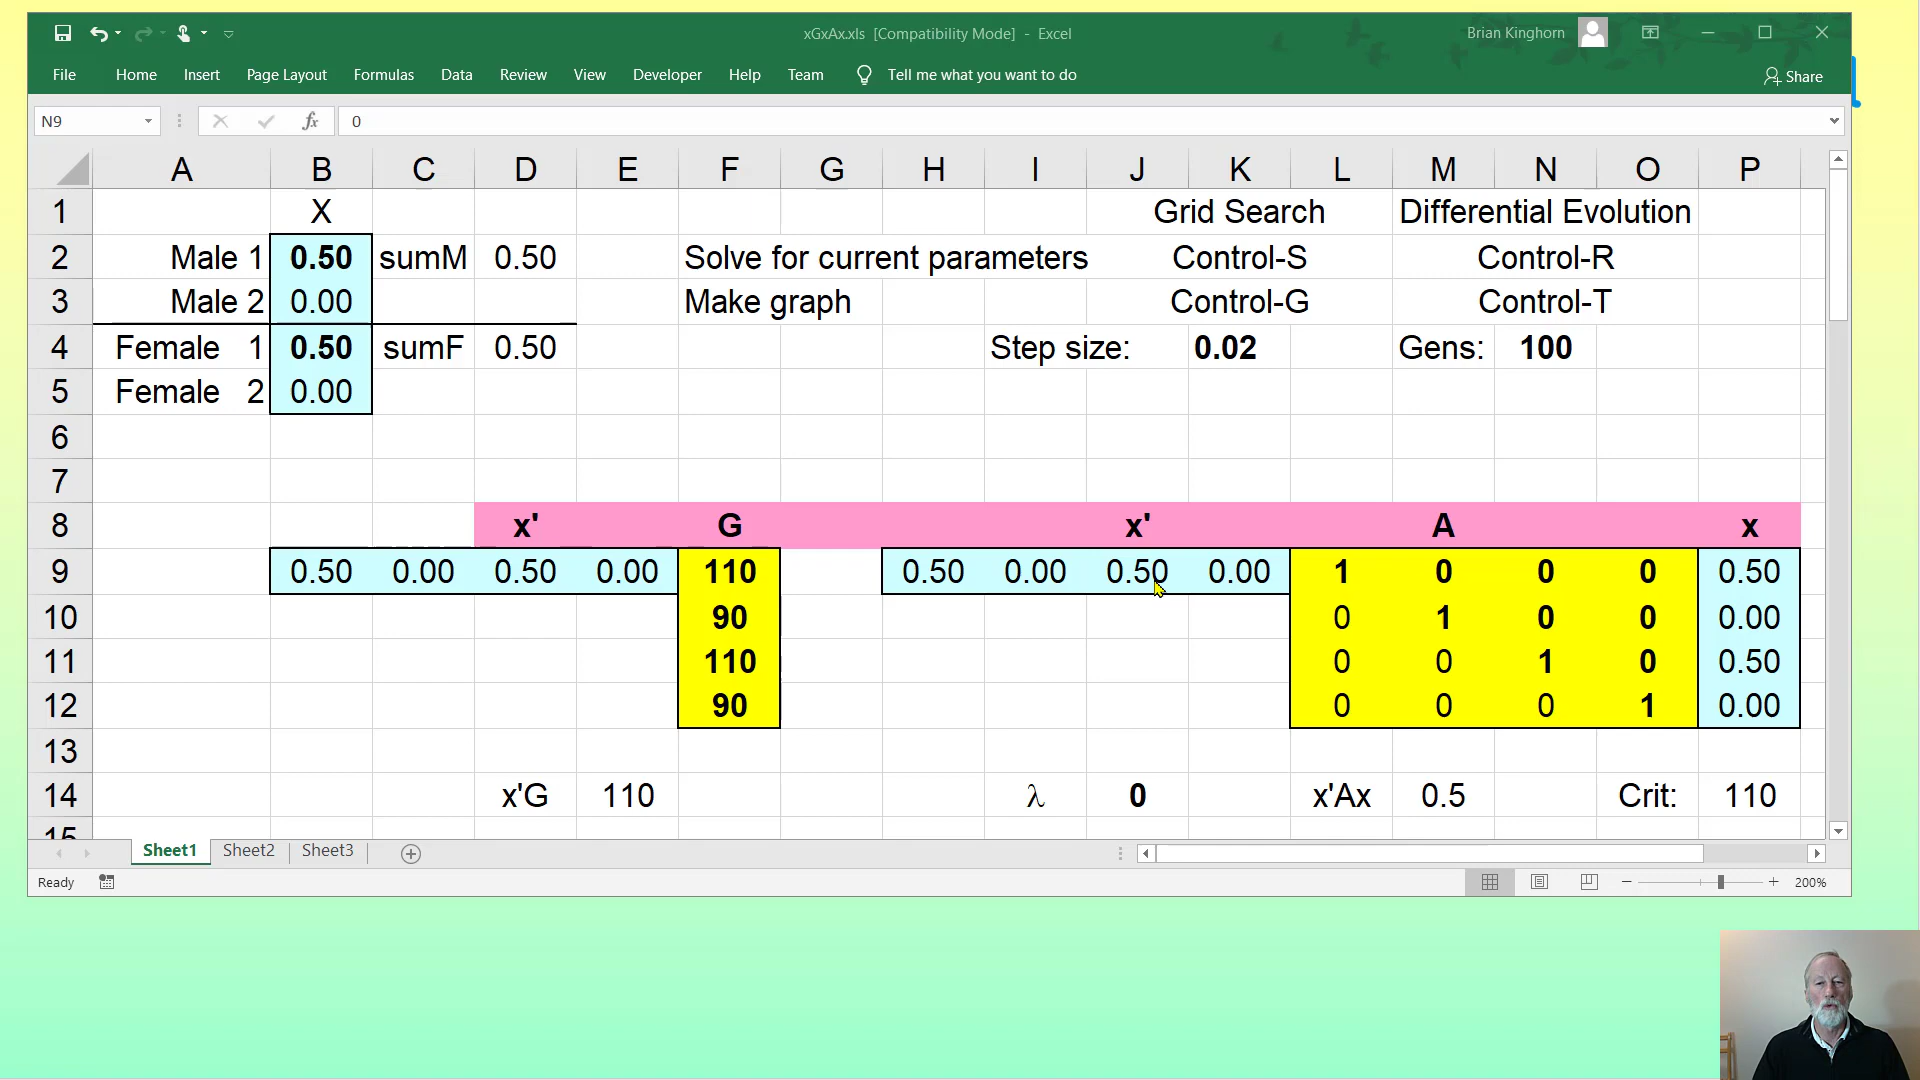 xGxAx.xls [Compatibility Mode] - Excel
Brian Kinghorn
File Home Insert Page Layout Formulas Data Review View Developer Help Team Tell me what you want to do Share
N9 fx 0
A B C D E F G H I J K L M N O P
1 X Grid Search Differential Evolution
2 Male 1 0.50 sumM 0.50 Solve for current parameters Control-S Control-R
3 Male 2 0.00 Make graph Control-G Control-T
4 Female 1 0.50 sumF 0.50 Step size: 0.02 Gens: 100
5 Female 2 0.00
6
7
8 x' G x' A x
9 0.50 0.00 0.50 0.00 110 0.50 0.00 0.50 0.00 1 0 0 0 0.50
10 90 0 1 0 0 0.00
11 110 0 0 1 0 0.50
12 90 0 0 0 1 0.00
13
14 x'G 110 λ 0 x'Ax 0.5 Crit: 110
15
Sheet1 Sheet2 Sheet3
Ready 200%